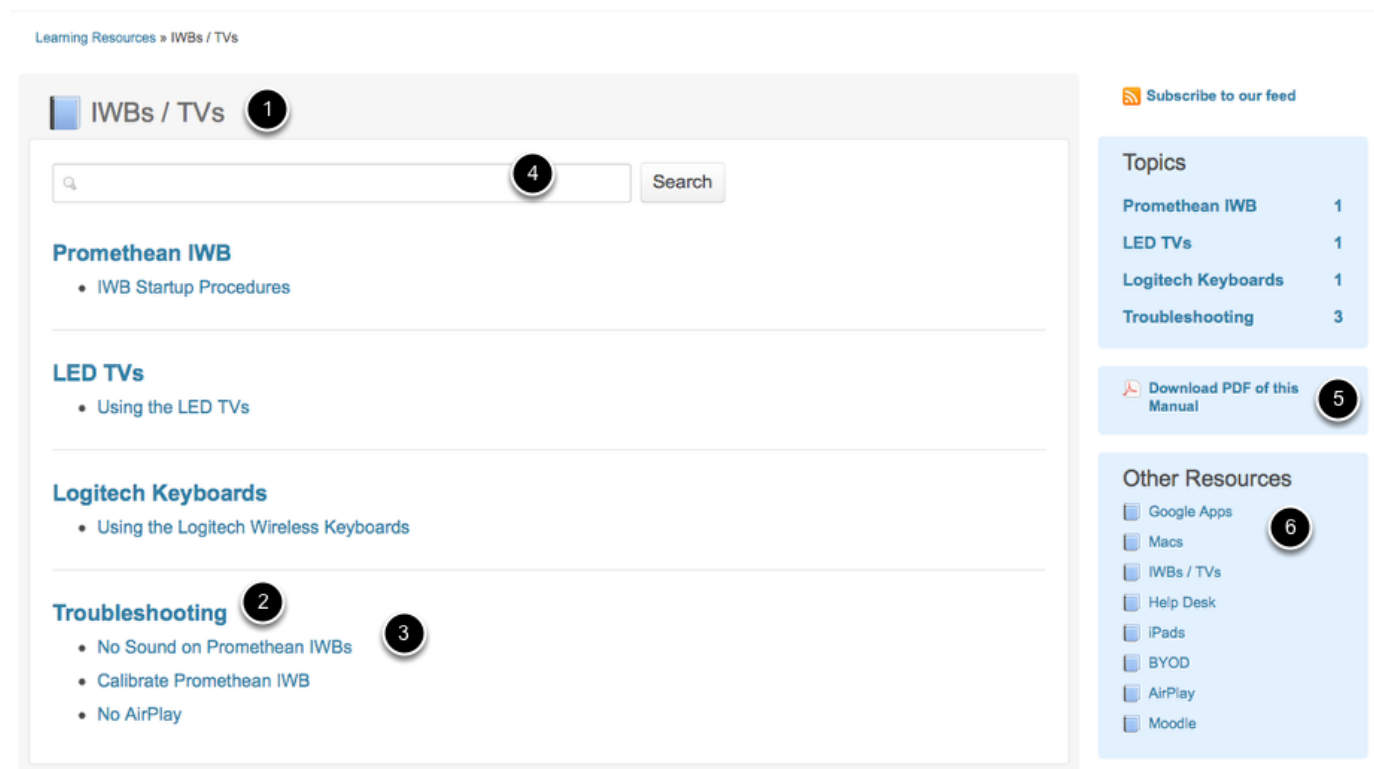 Learning Resources » IWBs / TVs
IWBs / TVs 1
4
Search
Promethean IWB
• IWB Startup Procedures
LED TVs
• Using the LED TVs
Logitech Keyboards
• Using the Logitech Wireless Keyboards
Troubleshooting 2
• No Sound on Promethean IWBs 3
• Calibrate Promethean IWB
• No AirPlay
Subscribe to our feed
Topics
Promethean IWB 1
LED TVs 1
Logitech Keyboards 1
Troubleshooting 3
Download PDF of this
Manual 5
Other Resources
Google Apps
6
Macs
IWBs / TVs
Help Desk
iPads
BYOD
AirPlay
Moodle